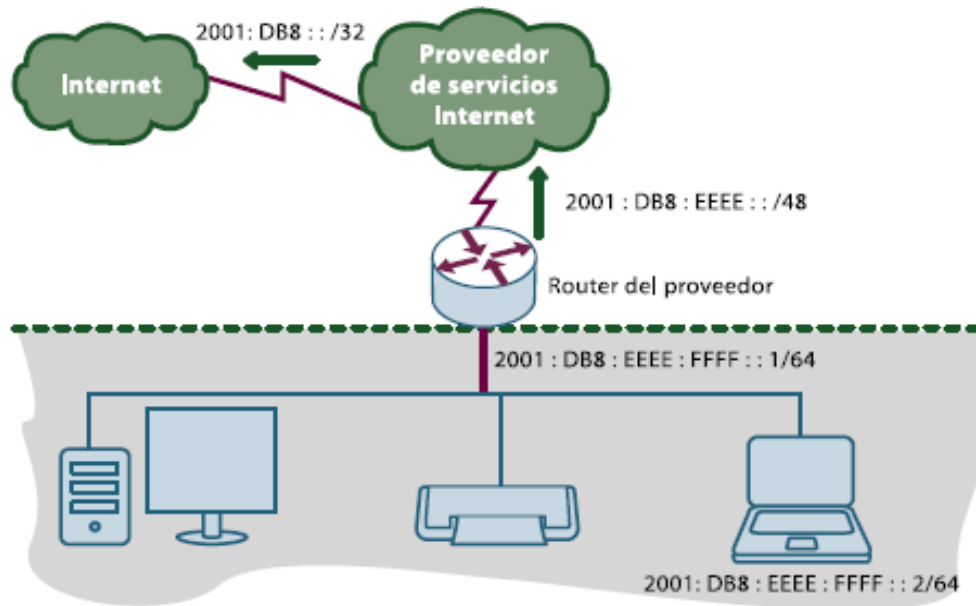 2001: DB8 : : /32
Internet
Proveedor
de servicios
Internet
2001 : DB8 : EEEE : : /48
Router del proveedor
2001 : DB8 : EEEE : FFFF : : 1/64
2001: DB8 : EEEE : FFFF : : 2/64